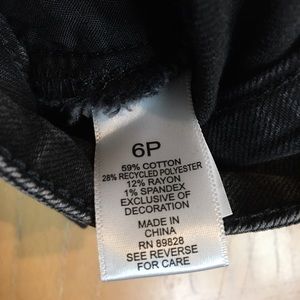 6P
59% COTTON
28% RECYCLED POLYESTER
12% RAYON
1% SPANDEX
EXCLUSIVE OF
DECORATION
MADE IN
CHINA
RN 89828
SEE REVERSE
FOR CARE